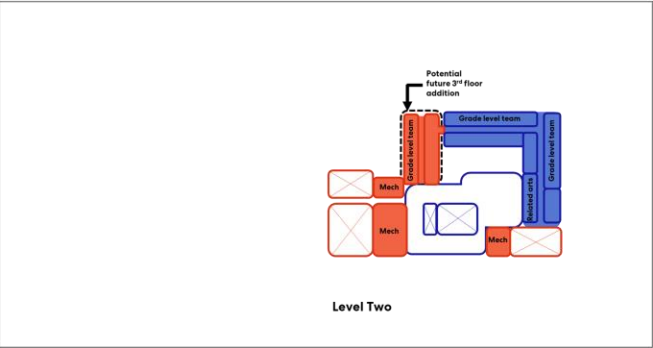 Potential
future 3rd floor
addition
Grade level team
Grade level team
Grade level team
Mech
Related arts
Mech
Mech
Level Two